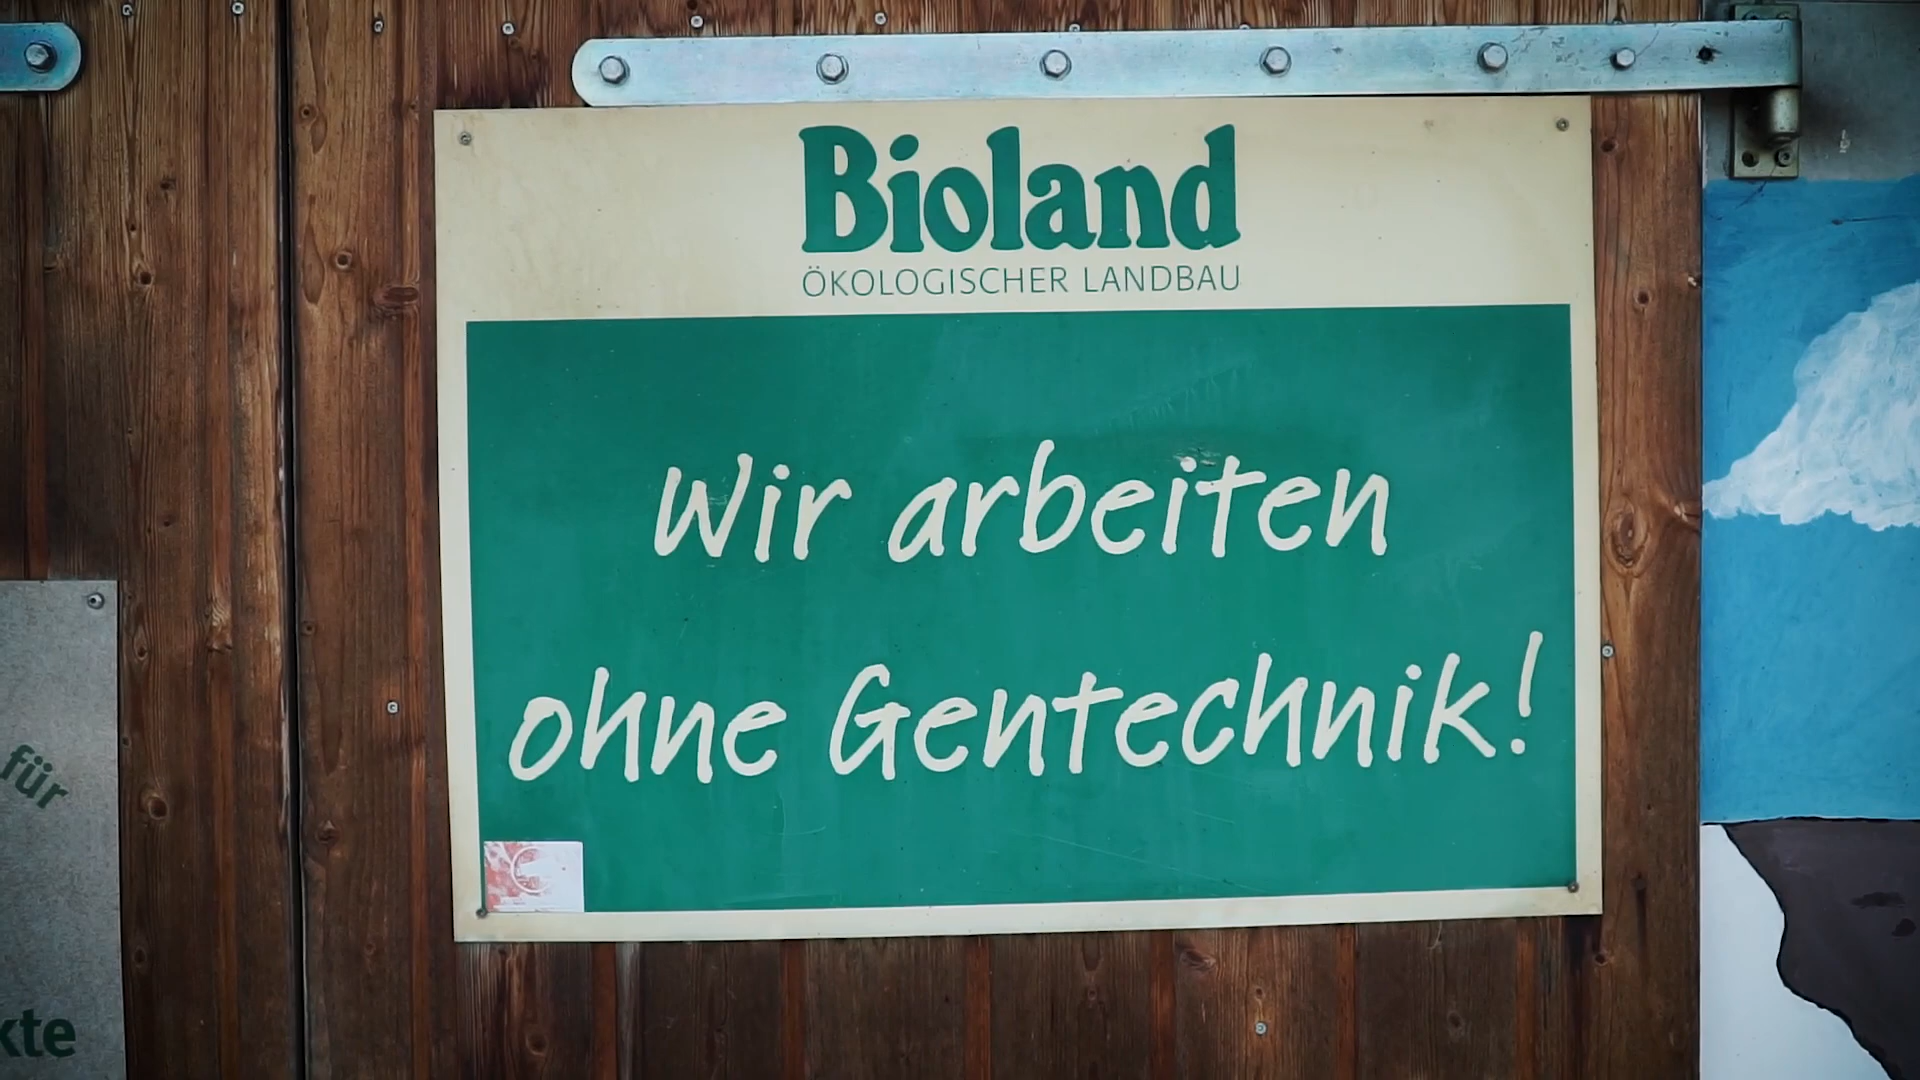 Bioland
ÖKOLOGISCHER LANDBAU
Wir arbeiten
ohne Gentechnik!
für
kte